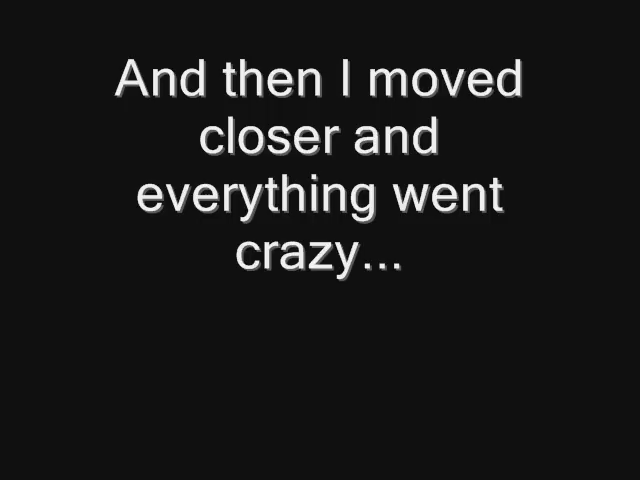 And then I moved
closer and
everything went
crazy...